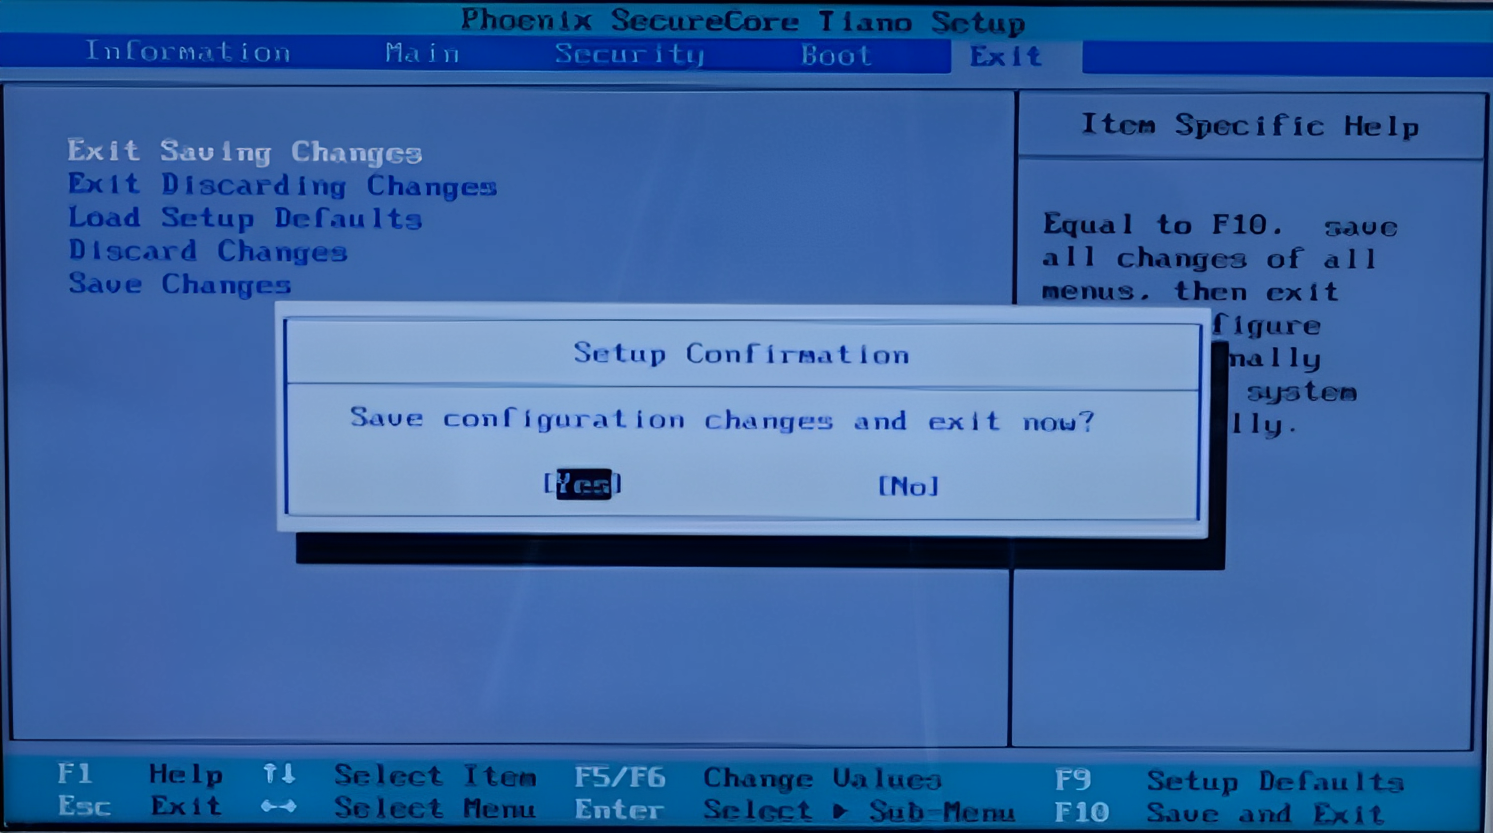 Phoenix SecureCore Tiano Setup
Information Main Security Boot Exit
Exit Saving Changes
Exit Discarding Changes
Load Setup Defaults
Discard Changes
Save Changes
Item Specific Help
Equal to F10. save
all changes of all
menus. then exit
figure
nally
system
lly.
Setup Confirmation
Save configuration changes and exit now?
[Yes] [No]
F1 Help ↑↓ Select Item F5/F6 Change Values F9 Setup Defaults
Esc Exit ↔ Select Menu Enter Select ▶ Sub-Menu F10 Save and Exit